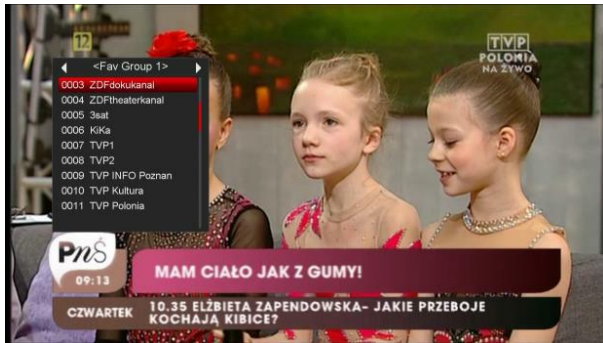 12
TVP
POLONIA
NA ŻYWO
<Fav Group 1>
0003 ZDFdokukanal
0004 ZDFtheaterkanal
0005 3sat
0006 KiKa
0007 TVP1
0008 TVP2
0009 TVP INFO Poznan
0010 TVP Kultura
0011 TVP Polonia
PnŚ
09:13
MAM CIAŁO JAK Z GUMY!
CZWARTEK
10.35 ELŻBIETA ZAPENDOWSKA- JAKIE PRZEBOJE
KOCHAJĄ KIBICE?